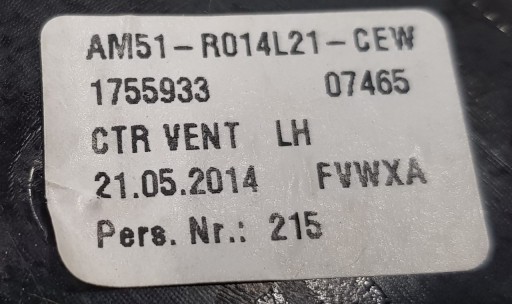 AM51-R014L21-CEW
1755933 07465
CTR VENT LH
21.05.2014 FVWXA
Pers. Nr.: 215